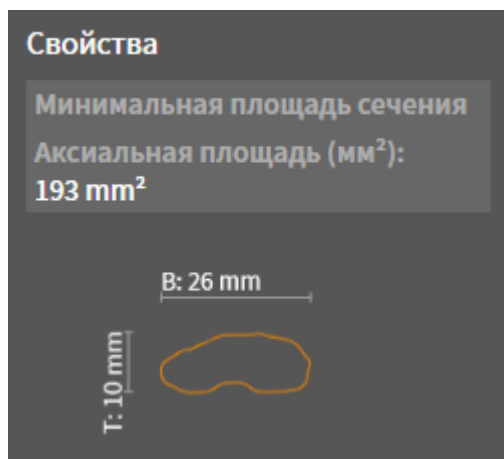 Свойства
Минимальная площадь сечения
Аксиальная площадь (мм²):
193 mm²
B: 26 mm
T: 10 mm